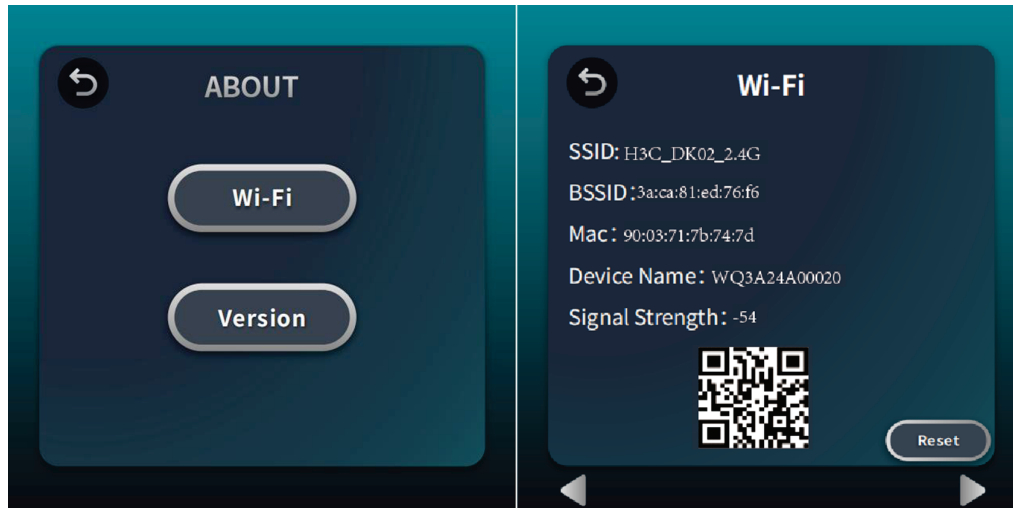 ABOUT
Wi-Fi
Version
Wi-Fi
SSID: H3C_DK02_2.4G
BSSID:3a:ca:81:ed:76:f6
Mac: 90:03:71:7b:74:7d
Device Name: WQ3A24A00020
Signal Strength: -54
Reset